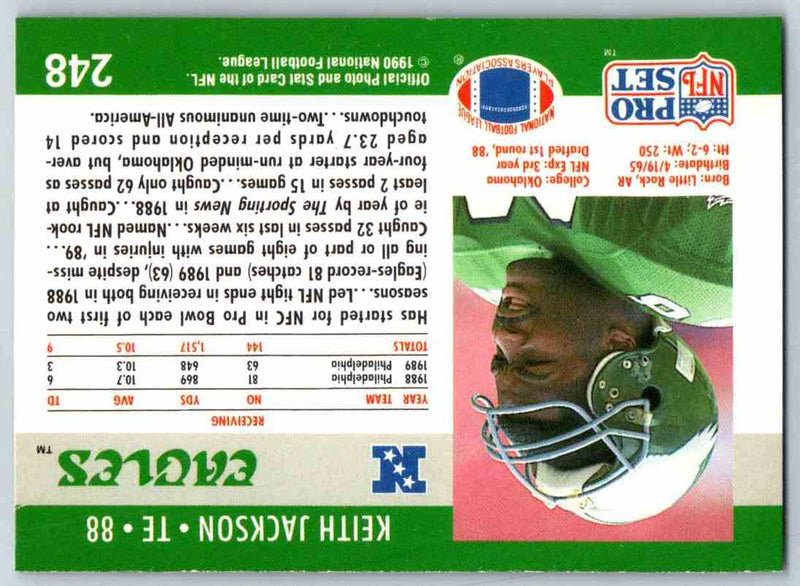 KEITH JACKSON • TE • 88
N
EAGLES™
RECEIVING
YEAR TEAM NO YDS AVG TD
1988 Philadelphia 81 869 10.7 6
1989 Philadelphia 63 648 10.3 3
TOTALS 144 1,517 10.5 9
Has started for NFC in Pro Bowl each of first two
seasons...Led NFL tight ends in receiving both in 1988
(Eagles-record 81 catches) and 1989 (63), despite miss-
ing all or part of eight games with injuries in '89...
Caught 32 passes in last six weeks...Named NFL rook-
ie of year by The Sporting News in 1988...Caught at
least 2 passes in 15 games...Caught only 62 passes as
four-year starter at run-minded Oklahoma, but aver-
aged 23.7 yards per reception and scored 14
touchdowns...Two-time unanimous All-America.
Born: Little Rock, AR
Birthdate: 4/19/65
Ht: 6-2; Wt: 250
College: Oklahoma
NFL Exp: 3rd year
Drafted 1st round, '88
PRO
NFL
SET
™
NATIONAL FOOTBALL LEAGUE
PLAYERS ASSOCIATION
®
Official Photo and Stat Card of the NFL.
© 1990 National Football League.
248